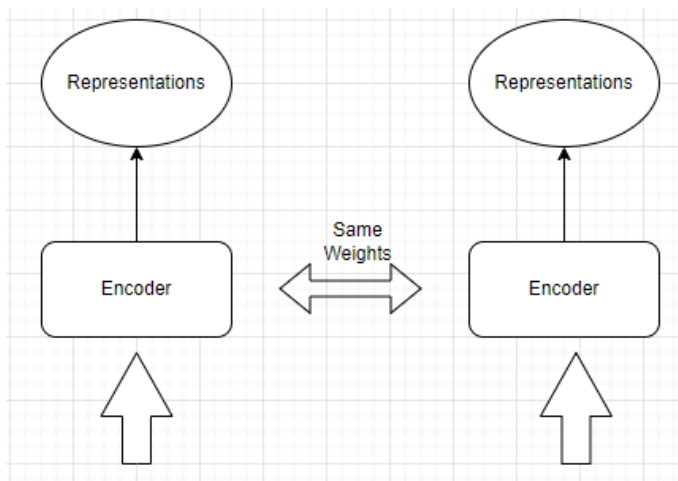 Representations
Representations
Same
Weights
Encoder
Encoder